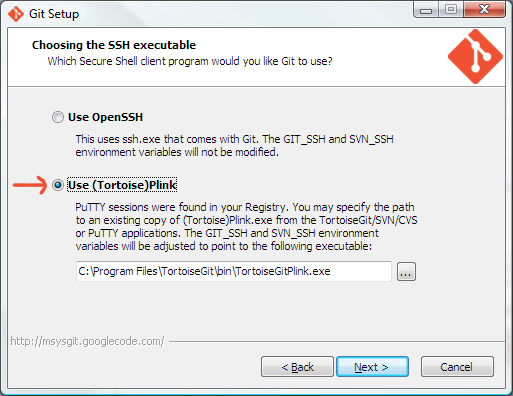 Git Setup
Choosing the SSH executable
Which Secure Shell client program would you like Git to use?
Use OpenSSH
This uses ssh.exe that comes with Git. The GIT_SSH and SVN_SSH
environment variables will not be modified.
Use (Tortoise)Plink
PuTTY sessions were found in your Registry. You may specify the path
to an existing copy of (Tortoise)Plink.exe from the TortoiseGit/SVN/CVS
or PuTTY applications. The GIT_SSH and SVN_SSH environment
variables will be adjusted to point to the following executable:
C:\Program Files\TortoiseGit\bin\TortoiseGitPlink.exe
...
http://msysgit.googlecode.com/
< Back
Next >
Cancel